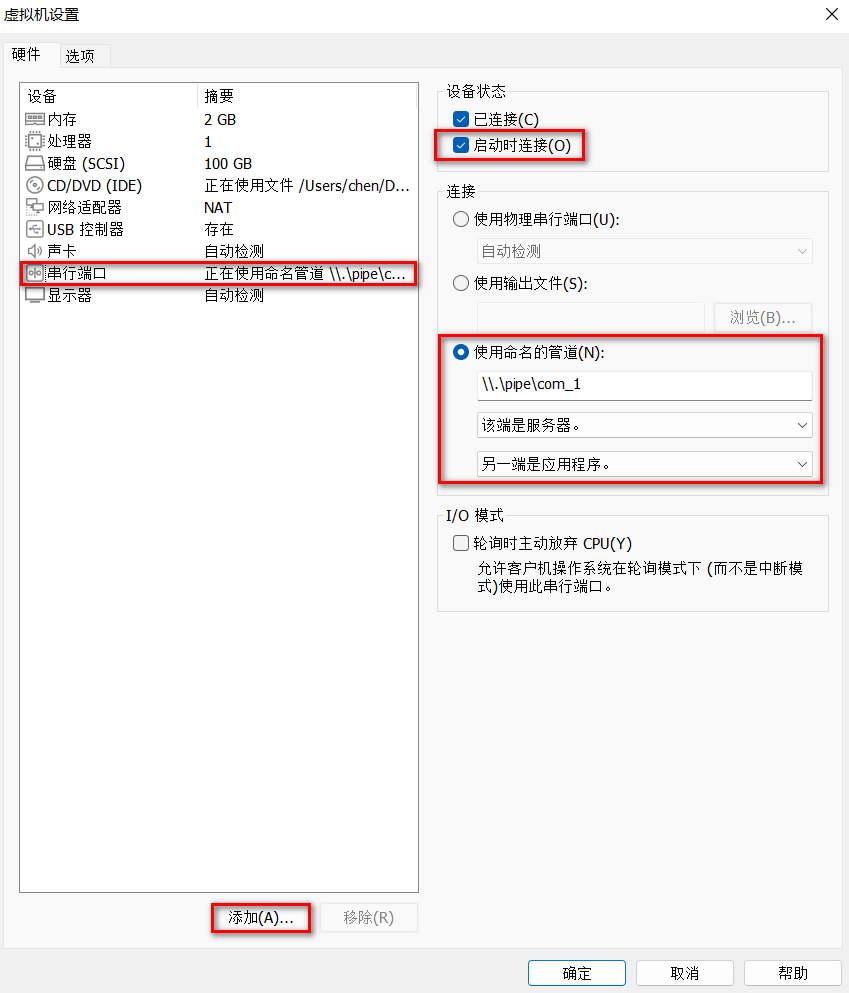 虚拟机设置
硬件 选项
设备 摘要
内存 2 GB
处理器 1
硬盘 (SCSI) 100 GB
CD/DVD (IDE) 正在使用文件 /Users/chen/D...
网络适配器 NAT
USB 控制器 存在
声卡 自动检测
串行端口 正在使用命名管道 \\.\pipe\c...
显示器 自动检测
添加(A)... 移除(R)
设备状态
已连接(C)
启动时连接(O)
连接
使用物理串行端口(U):
自动检测
使用输出文件(S):
浏览(B)...
使用命名的管道(N):
\\.\pipe\com_1
该端是服务器。
另一端是应用程序。
I/O 模式
轮询时主动放弃 CPU(Y)
允许客户机操作系统在轮询模式下 (而不是中断模
式)使用此串行端口。
确定 取消 帮助